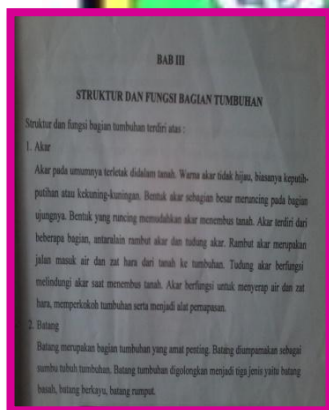 BAB III
STRUKTUR DAN FUNGSI BAGIAN TUMBUHAN
Struktur dan fungsi bagian tumbuhan terdiri atas :
1. Akar
Akar pada umumnya terletak didalam tanah. Warna akar tidak hijau, biasanya keputih-
putihan atau kekuning-kuningan. Bentuk akar sebagian besar meruncing pada bagian
ujungnya. Bentuk yang runcing memudahkan akar menembus tanah. Akar terdiri dari
beberapa bagian, antaralain rambut akar dan tudung akar. Rambut akar merupakan
jalan masuk air dan zat hara dari tanah ke tumbuhan. Tudung akar berfungsi
melindungi akar saat menembus tanah. Akar berfungsi untuk menyerap air dan zat
hara, memperkokoh tumbuhan serta menjadi alat pernapasan.
2. Batang
Batang merupakan bagian tumbuhan yang amat penting. Batang diumpamakan sebagai
sumbu tubuh tumbuhan. Batang tumbuhan digolongkan menjadi tiga jenis yaitu batang
basah, batang berkayu, batang rumput.